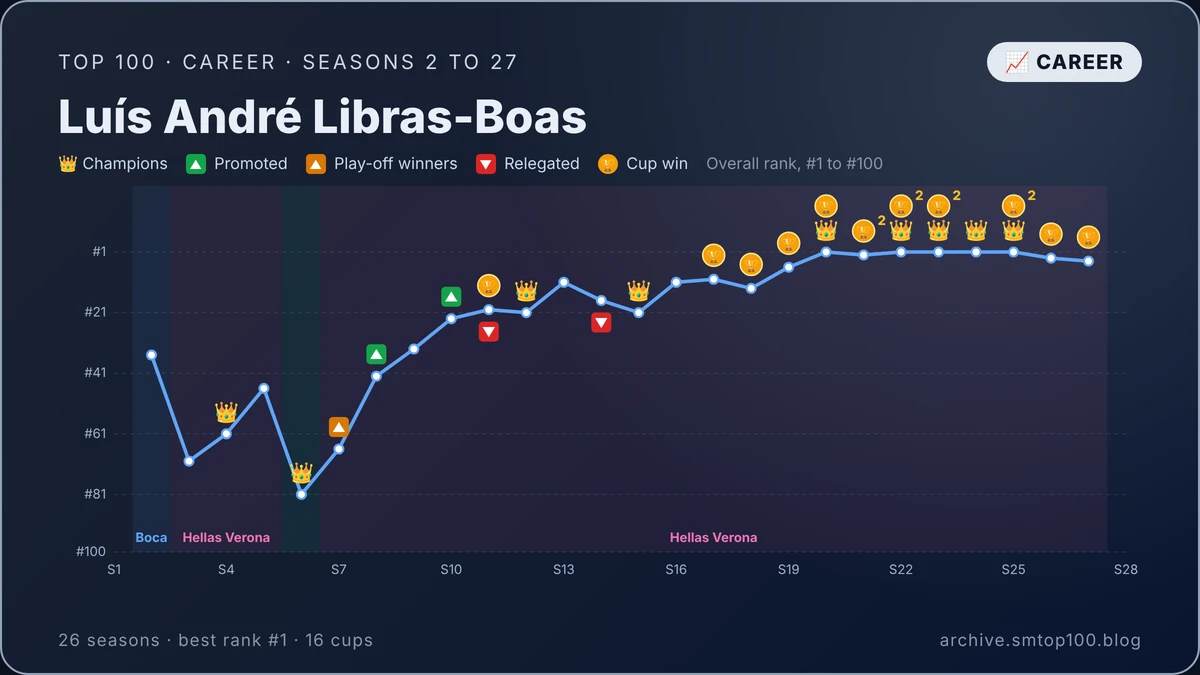 TOP 100 · CAREER · SEASONS 2 TO 27
CAREER
Luís André Libras-Boas
Champions Promoted Play-off winners Relegated Cup win Overall rank, #1 to #100
2 2 2 2
#1
#21
#41
#61
#81
#100
Boca Hellas Verona Hellas Verona
S1 S4 S7 S10 S13 S16 S19 S22 S25 S28
26 seasons · best rank #1 · 16 cups
archive.smtop100.blog